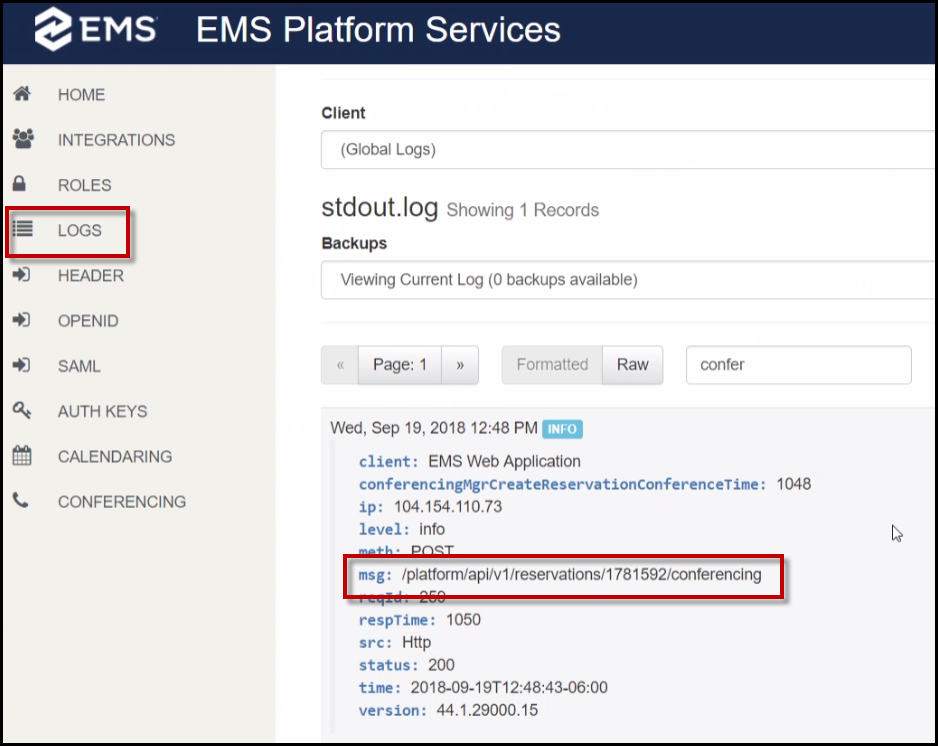 EMS EMS Platform Services
HOME
INTEGRATIONS
ROLES
LOGS
HEADER
OPENID
SAML
AUTH KEYS
CALENDARING
CONFERENCING
Client
(Global Logs)
stdout.log Showing 1 Records
Backups
Viewing Current Log (0 backups available)
« Page: 1 » Formatted Raw confer
Wed, Sep 19, 2018 12:48 PM INFO
client: EMS Web Application
conferencingMgrCreateReservationConferenceTime: 1048
ip: 104.154.110.73
level: info
meth: POST
msg: /platform/api/v1/reservations/1781592/conferencing
reqId: 259
respTime: 1050
src: Http
status: 200
time: 2018-09-19T12:48:43-06:00
version: 44.1.29000.15